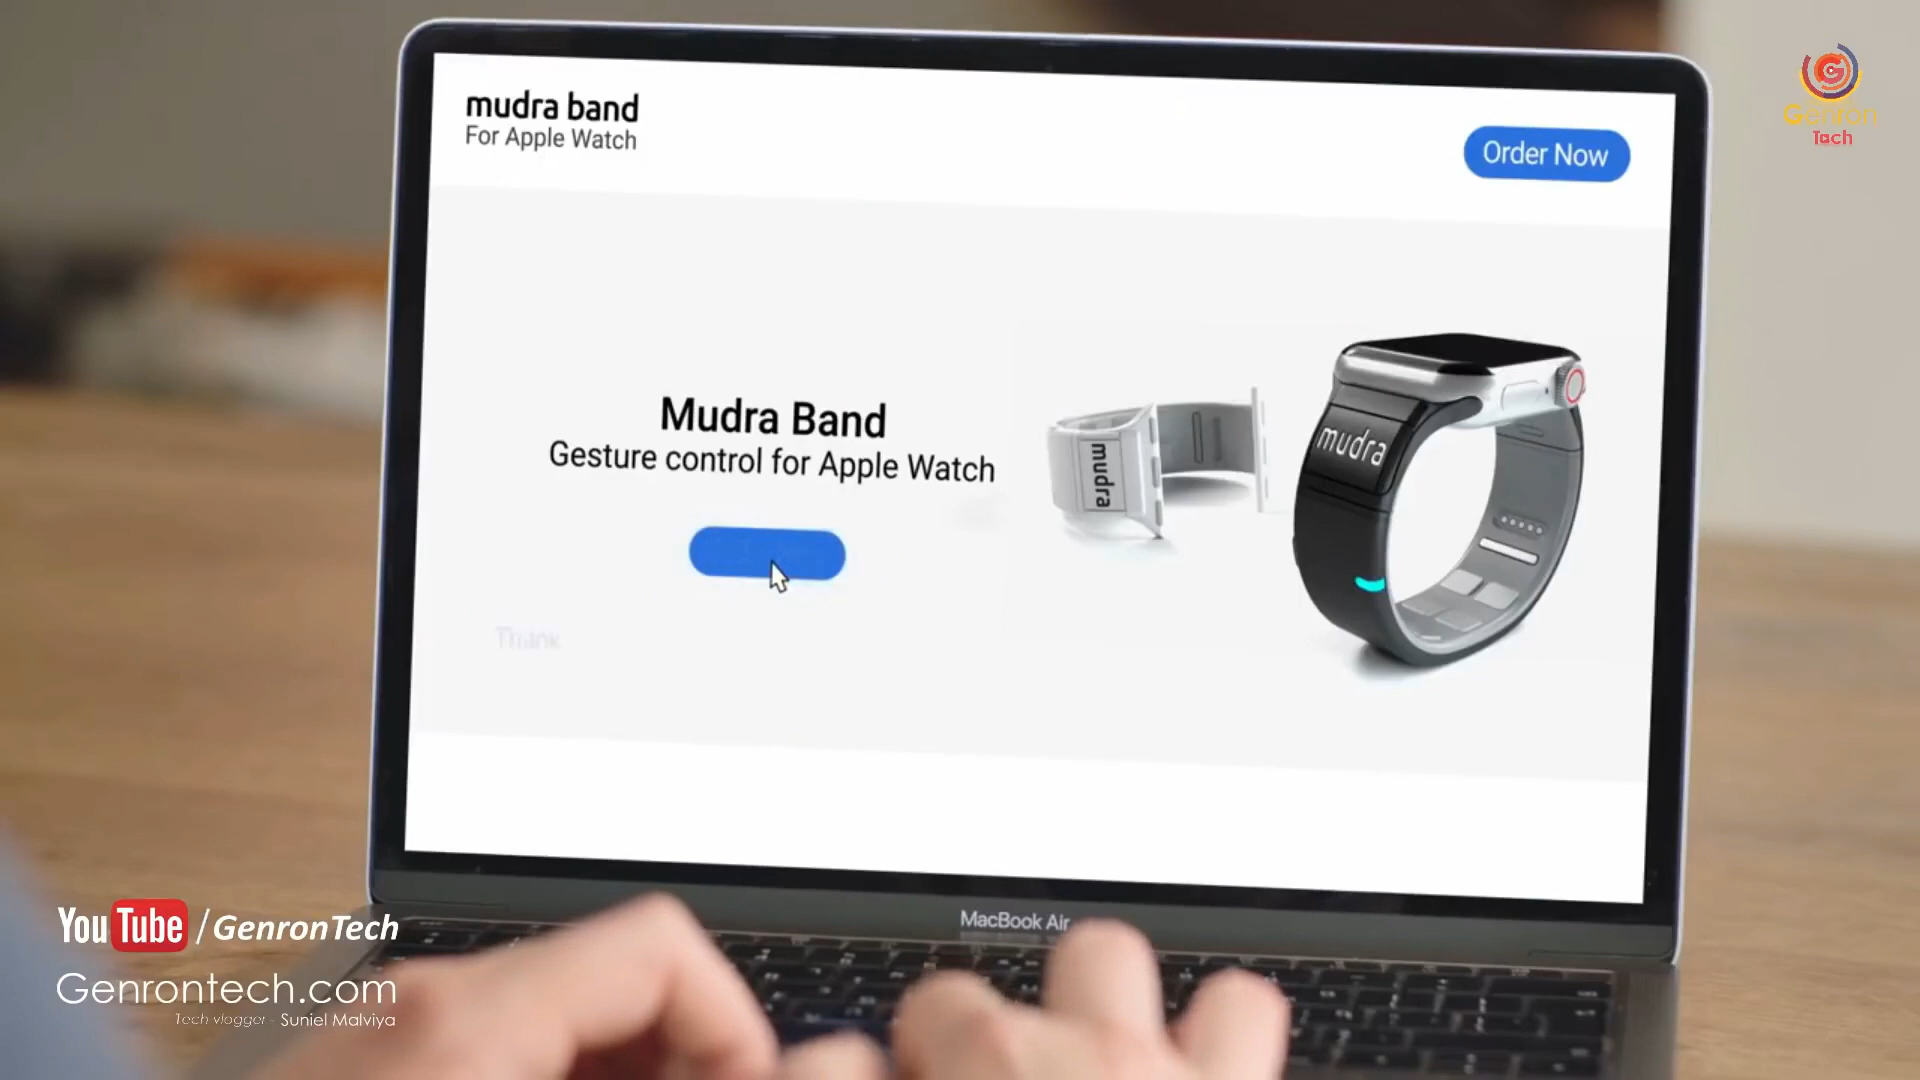 mudra band
For Apple Watch
Order Now
Genron
Tech
Mudra Band
Gesture control for Apple Watch
mudra
mudra
Thank
MacBook Air
YouTube/GenronTech
Genrontech.com
Tech vlogger - Suniel Malviya